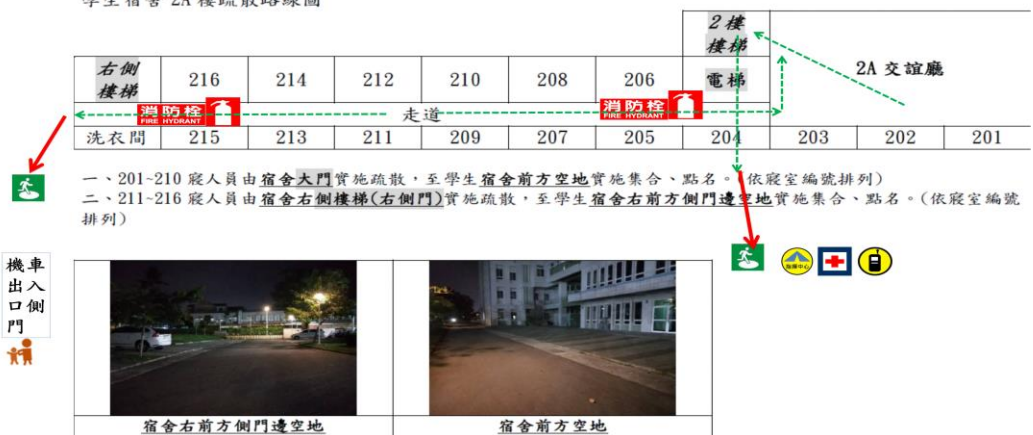 學生宿舍 2A 樓疏散路線圖
2樓
樓梯
右側
樓梯
216
214
212
210
208
206
電梯
2A 交誼廳
消防栓
FIRE HYDRANT
走道
消防栓
FIRE HYDRANT
洗衣間
215
213
211
209
207
205
204
203
202
201
一、201~210 寢人員由宿舍大門實施疏散，至學生宿舍前方空地實施集合、點名。(依寢室編號排列)
二、211~216 寢人員由宿舍右側樓梯(右側門)實施疏散，至學生宿舍右前方側門邊空地實施集合、點名。(依寢室編號
排列)
指揮中心
機車
出入
口側
門
宿舍右前方側門邊空地
宿舍前方空地